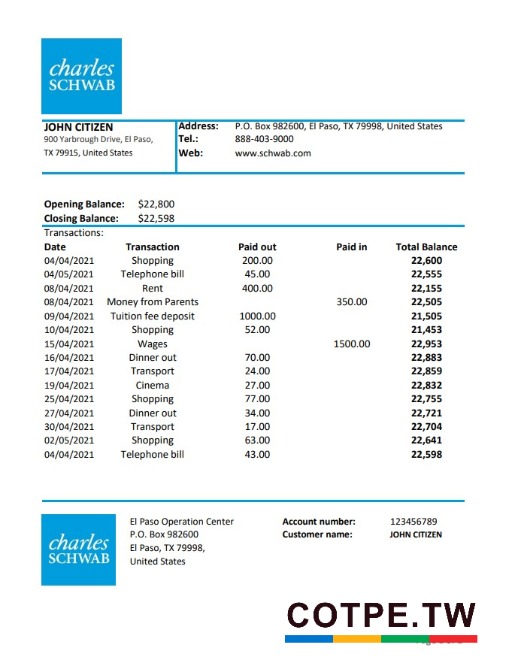 charles
SCHWAB
JOHN CITIZEN
900 Yarbrough Drive, El Paso,
TX 79915, United States
Address: P.O. Box 982600, El Paso, TX 79998, United States
Tel.: 888-403-9000
Web: www.schwab.com
Opening Balance: $22,800
Closing Balance: $22,598
Transactions:
Date Transaction Paid out Paid in Total Balance
04/04/2021 Shopping 200.00 22,600
04/05/2021 Telephone bill 45.00 22,555
08/04/2021 Rent 400.00 22,155
08/04/2021 Money from Parents 350.00 22,505
09/04/2021 Tuition fee deposit 1000.00 21,505
10/04/2021 Shopping 52.00 21,453
15/04/2021 Wages 1500.00 22,953
16/04/2021 Dinner out 70.00 22,883
17/04/2021 Transport 24.00 22,859
19/04/2021 Cinema 27.00 22,832
25/04/2021 Shopping 77.00 22,755
27/04/2021 Dinner out 34.00 22,721
30/04/2021 Transport 17.00 22,704
02/05/2021 Shopping 63.00 22,641
04/04/2021 Telephone bill 43.00 22,598
charles
SCHWAB
El Paso Operation Center
P.O. Box 982600
El Paso, TX 79998,
United States
Account number: 123456789
Customer name: JOHN CITIZEN
COTPE.TW